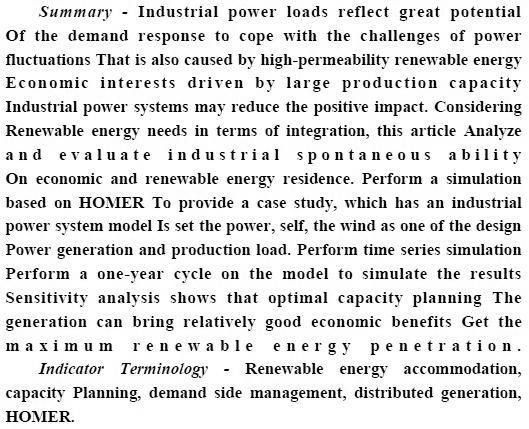 Summary - Industrial power loads reflect great potential
Of the demand response to cope with the challenges of power
fluctuations That is also caused by high-permeability renewable energy
Economic interests driven by large production capacity
Industrial power systems may reduce the positive impact. Considering
Renewable energy needs in terms of integration, this article Analyze
and evaluate industrial spontaneous ability
On economic and renewable energy residence. Perform a simulation
based on HOMER To provide a case study, which has an industrial
power system model Is set the power, self, the wind as one of the design
Power generation and production load. Perform time series simulation
Perform a one-year cycle on the model to simulate the results
Sensitivity analysis shows that optimal capacity planning The
generation can bring relatively good economic benefits Get the
maximum renewable energy penetration.
Indicator Terminology - Renewable energy accommodation,
capacity Planning, demand side management, distributed generation,
HOMER.